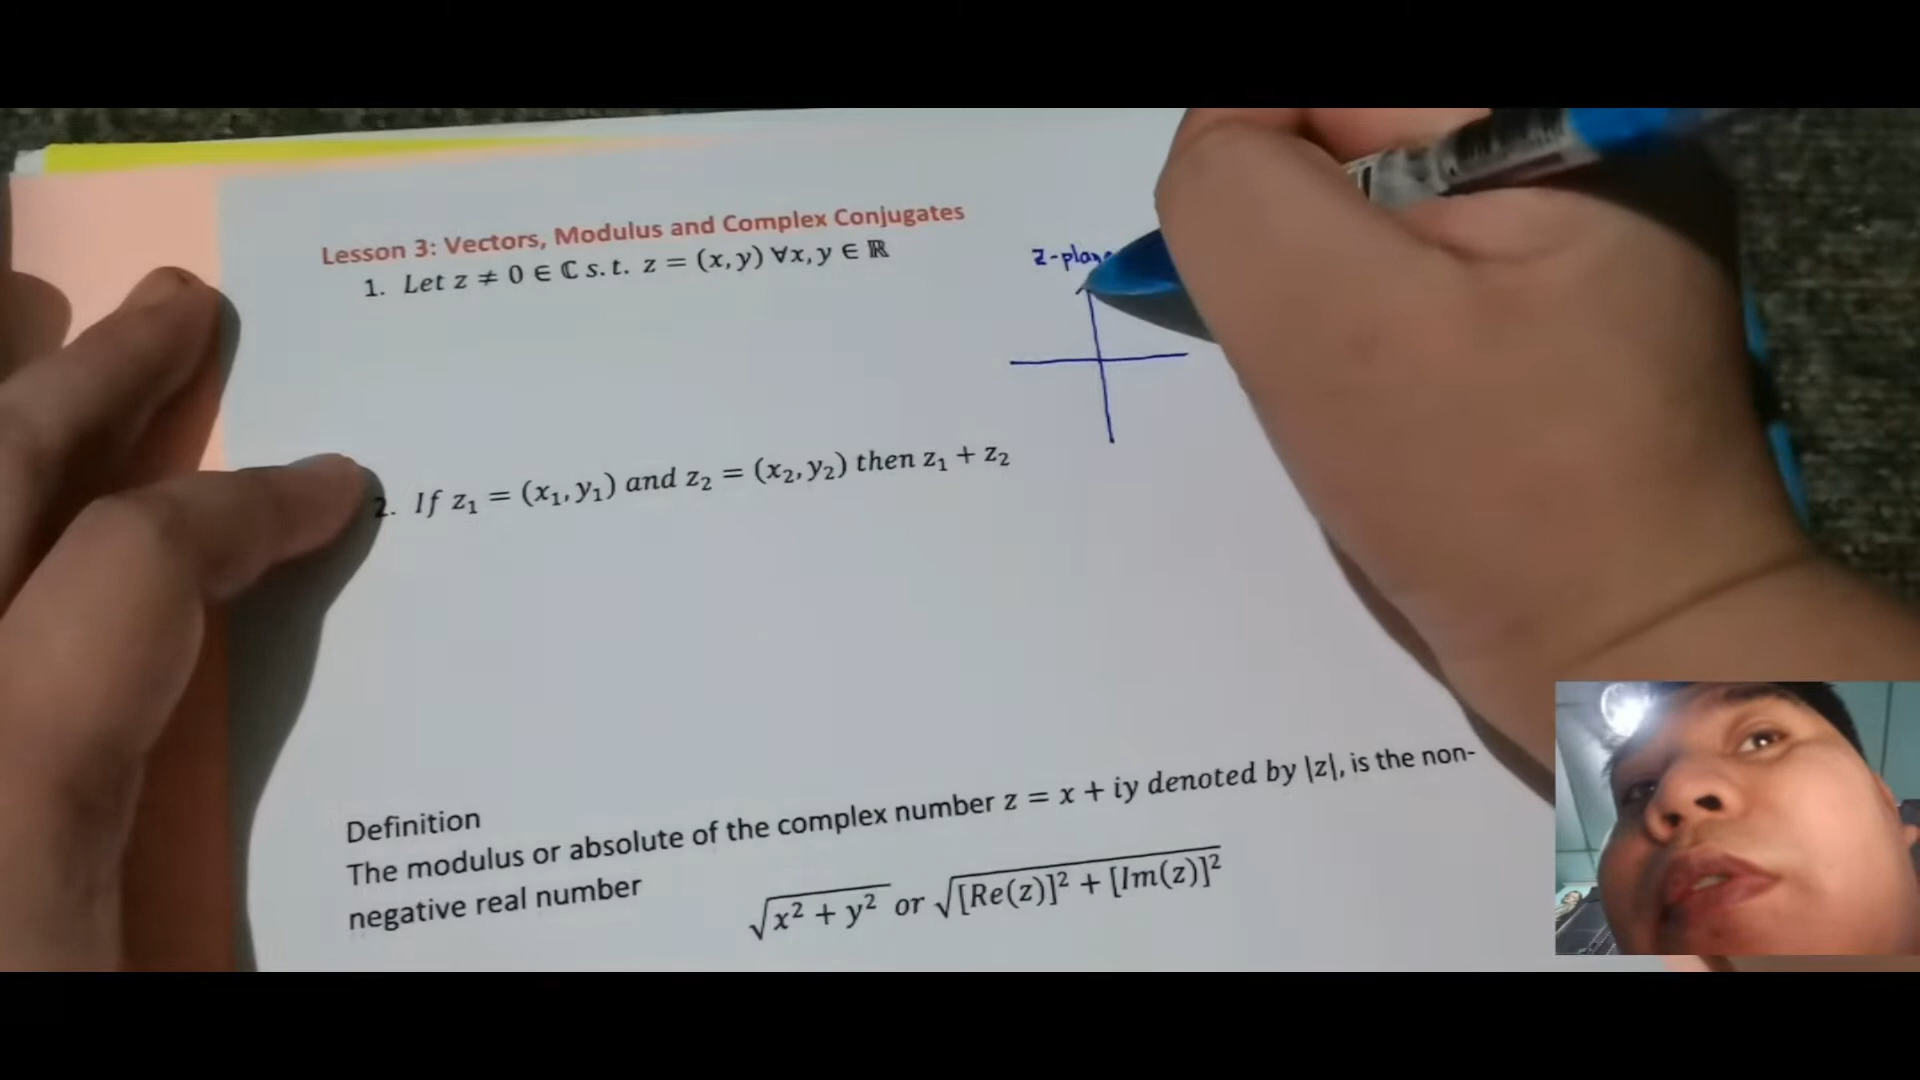 Lesson 3: Vectors, Modulus and Complex Conjugates
1. Let z ≠ 0 ∈ ℂ s.t. z = (x, y) ∀x, y ∈ ℝ
z-plane
2. If z₁ = (x₁, y₁) and z₂ = (x₂, y₂) then z₁ + z₂
Definition
The modulus or absolute of the complex number z = x + iy denoted by |z|, is the non-
negative real number
√x² + y² or √[Re(z)]² + [Im(z)]²